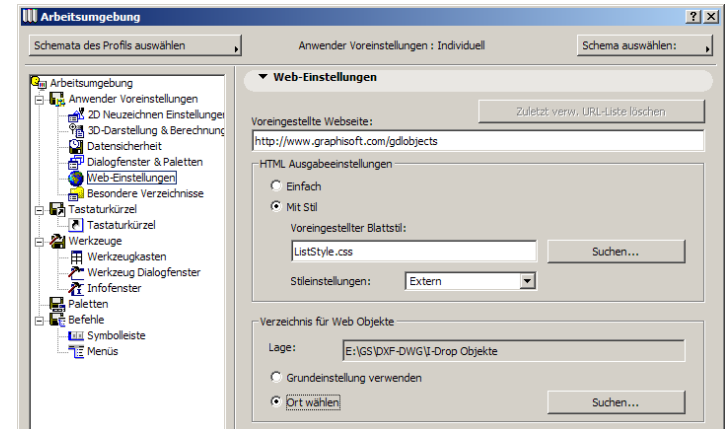 Arbeitsumgebung
Schemata des Profils auswählen
Anwender Voreinstellungen : Individuell
Schema auswählen:
Arbeitsumgebung
Anwender Voreinstellungen
2D Neuzeichnen Einstellunge
3D-Darstellung & Berechnung
Datensicherheit
Dialogfenster & Paletten
Web-Einstellungen
Besondere Verzeichnisse
Tastaturkürzel
Tastaturkürzel
Werkzeuge
Werkzeugkasten
Werkzeug Dialogfenster
Infofenster
Paletten
Befehle
Symbolleiste
Menüs
Web-Einstellungen
Zuletzt verw. URL-Liste löschen
Voreingestellte Webseite:
http://www.graphisoft.com/gdlobjects
HTML Ausgabeeinstellungen
Einfach
Mit Stil
Voreingestellter Blattstil:
ListStyle.css
Suchen...
Stileinstellungen:
Extern
Verzeichnis für Web Objekte
Lage:
E:\GS\DXF-DWG\I-Drop Objekte
Grundeinstellung verwenden
Ort wählen
Suchen...